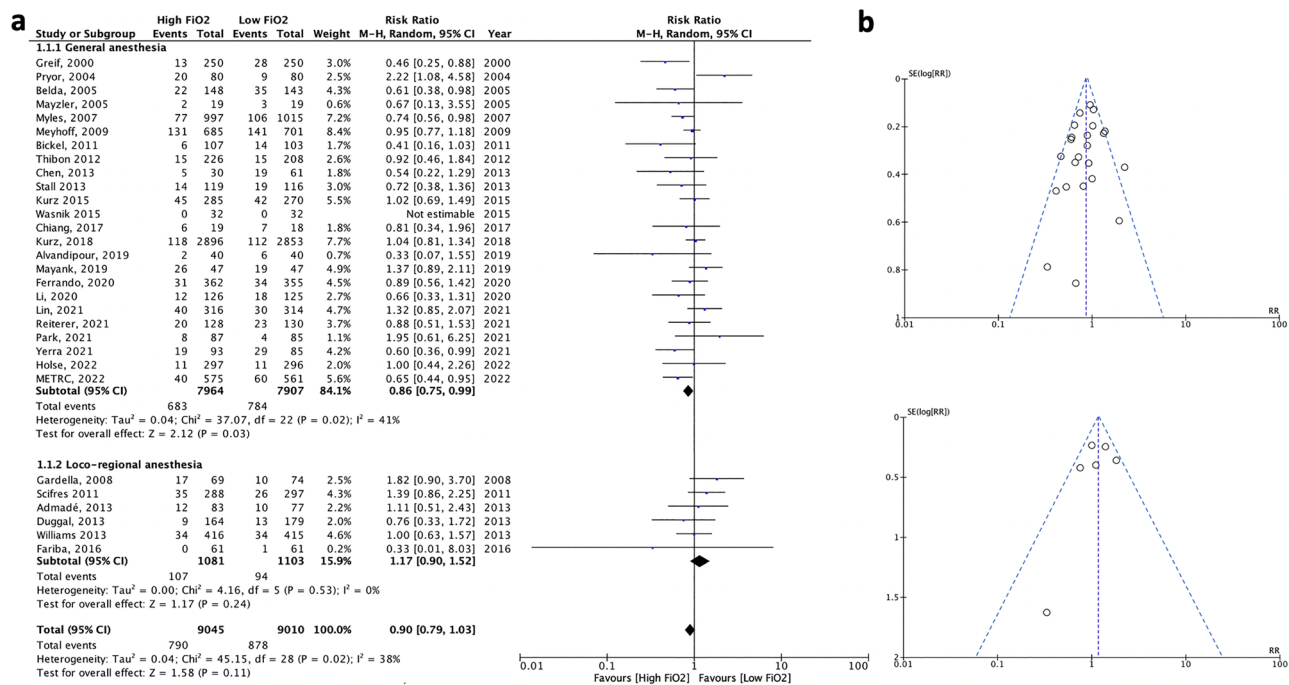 a
High FiO2 Low FiO2 Risk Ratio Risk Ratio
Study or Subgroup Events Total Events Total Weight M-H, Random, 95% CI Year M-H, Random, 95% CI
1.1.1 General anesthesia
Greif, 2000 13 250 28 250 3.0% 0.46 [0.25, 0.88] 2000
Pryor, 2004 20 80 9 80 2.5% 2.22 [1.08, 4.58] 2004
Belda, 2005 22 148 35 143 4.5% 0.61 [0.38, 0.98] 2005
Mayzler, 2005 2 19 3 19 0.6% 0.67 [0.13, 3.55] 2005
Myles, 2007 77 997 106 1015 7.2% 0.74 [0.56, 0.98] 2007
Meyhoff, 2009 131 685 141 701 8.4% 0.95 [0.77, 1.18] 2009
Bickel, 2011 6 107 14 103 1.7% 0.41 [0.16, 1.03] 2011
Thibon 2012 15 226 15 208 2.6% 0.92 [0.46, 1.84] 2012
Chen, 2013 5 30 19 61 1.8% 0.54 [0.22, 1.29] 2013
Stall 2013 14 119 19 116 3.0% 0.72 [0.38, 1.36] 2013
Kurz 2015 45 285 42 270 5.5% 1.02 [0.69, 1.49] 2015
Wasnik 2015 0 32 0 32 Not estimable 2015
Chiang, 2017 6 19 7 18 1.8% 0.81 [0.34, 1.96] 2017
Kurz, 2018 118 2896 112 2853 7.7% 1.04 [0.81, 1.34] 2018
Alvandipour, 2019 2 40 6 40 0.7% 0.33 [0.07, 1.55] 2019
Mayank, 2019 26 47 19 47 4.9% 1.37 [0.89, 2.11] 2019
Ferrando, 2020 31 362 34 355 4.6% 0.89 [0.56, 1.42] 2020
Li, 2020 12 126 18 125 2.8% 0.66 [0.33, 1.31] 2020
Lin, 2021 40 316 30 314 4.7% 1.32 [0.85, 2.07] 2021
Reiterer, 2021 20 128 23 130 3.8% 0.88 [0.51, 1.53] 2021
Park, 2021 8 87 4 85 1.1% 1.95 [0.61, 6.25] 2021
Yerra 2021 19 93 29 85 4.2% 0.60 [0.36, 0.99] 2021
Holse, 2022 11 297 11 296 2.0% 1.00 [0.44, 2.26] 2022
METRC, 2022 40 575 60 561 5.6% 0.65 [0.44, 0.95] 2022
Subtotal (95% CI) 7964 7907 84.1% 0.86 [0.75, 0.99]
Total events 683 784
Heterogeneity: Tau² = 0.04; Chi² = 37.07, df = 22 (P = 0.02); I² = 41%
Test for overall effect: Z = 2.12 (P = 0.03)
1.1.2 Loco-regional anesthesia
Gardella, 2008 17 69 10 74 2.5% 1.82 [0.90, 3.70] 2008
Scifres 2011 35 288 26 297 4.3% 1.39 [0.86, 2.25] 2011
Admadé, 2013 12 83 10 77 2.2% 1.11 [0.51, 2.43] 2013
Duggal, 2013 9 164 13 179 2.0% 0.76 [0.33, 1.72] 2013
Williams 2013 34 416 34 415 4.6% 1.00 [0.63, 1.57] 2013
Fariba, 2016 0 61 1 61 0.2% 0.33 [0.01, 8.03] 2016
Subtotal (95% CI) 1081 1103 15.9% 1.17 [0.90, 1.52]
Total events 107 94
Heterogeneity: Tau² = 0.00; Chi² = 4.16, df = 5 (P = 0.53); I² = 0%
Test for overall effect: Z = 1.17 (P = 0.24)
Total (95% CI) 9045 9010 100.0% 0.90 [0.79, 1.03]
Total events 790 878
Heterogeneity: Tau² = 0.04; Chi² = 45.15, df = 28 (P = 0.02); I² = 38%
Test for overall effect: Z = 1.58 (P = 0.11)
0.01 0.1 1 10 100
Favours [High FiO2] Favours [Low FiO2]
b
SE(log[RR])
0
0.2
0.4
0.6
0.8
1
RR
0.01 0.1 1 10 100
SE(log[RR])
0
0.5
1
1.5
2
RR
0.01 0.1 1 10 100